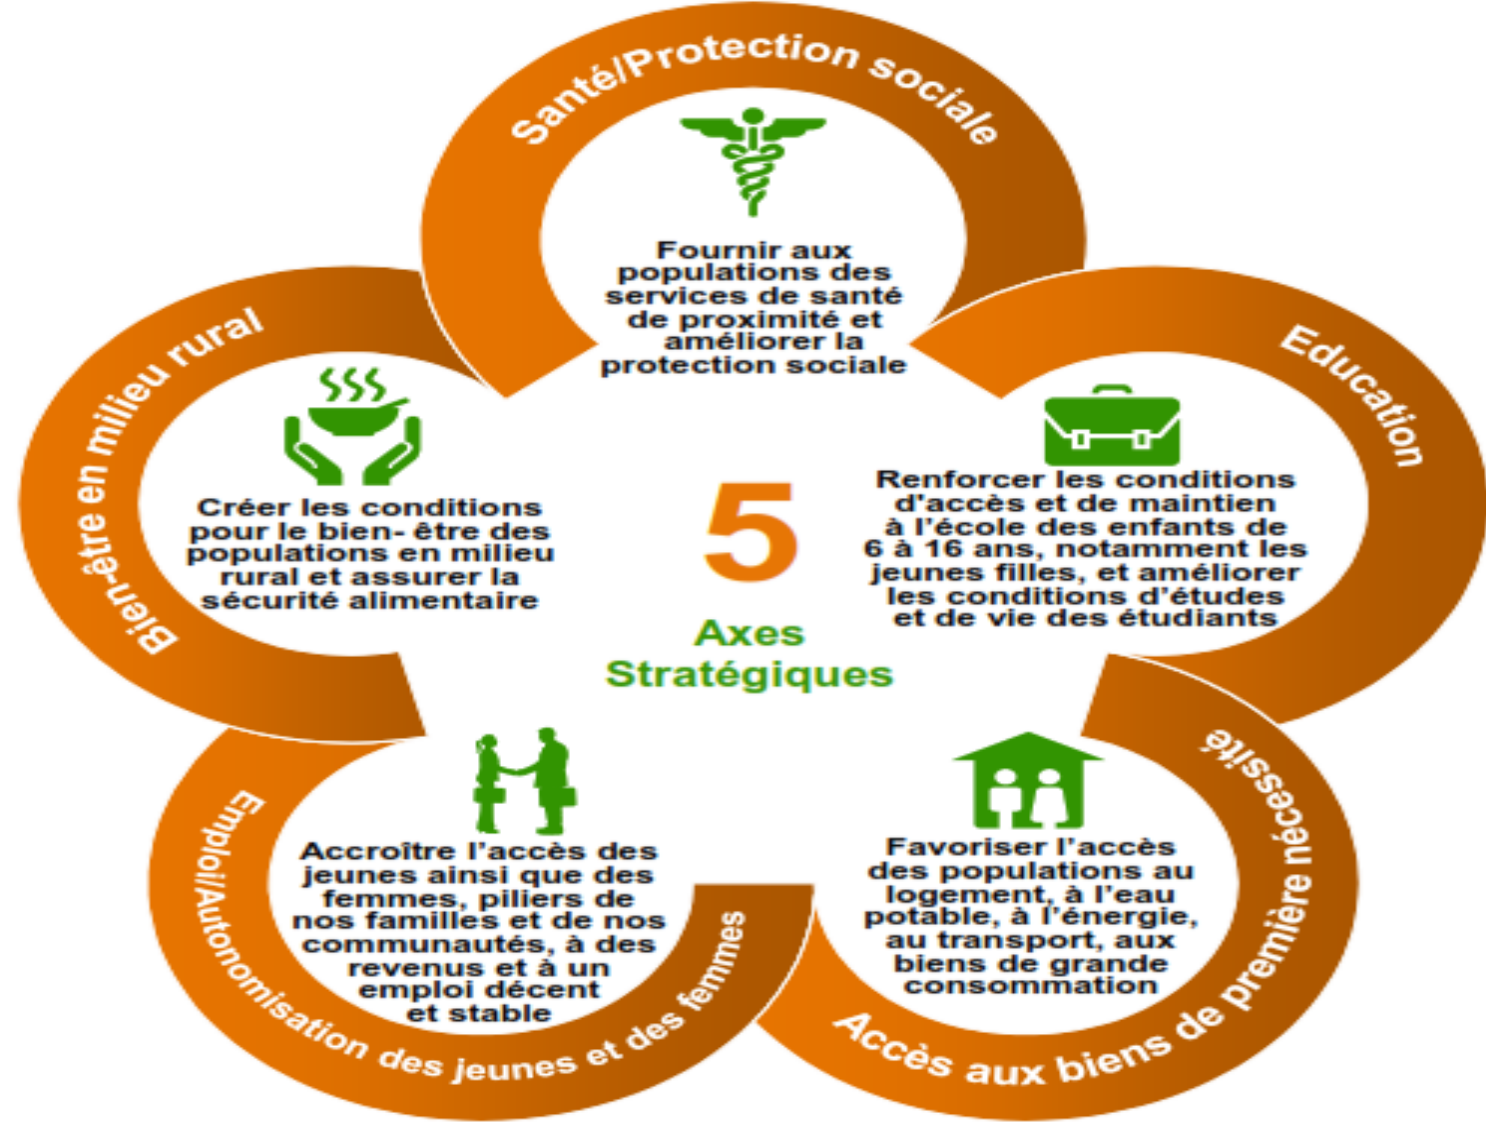 Santé/Protection sociale
Fournir aux
populations des
services de santé
de proximité et
améliorer la
protection sociale
Education
Renforcer les conditions
d'accès et de maintien
à l'école des enfants de
6 à 16 ans, notamment les
jeunes filles, et améliorer
les conditions d'études
et de vie des étudiants
Accès aux biens de première nécessité
Favoriser l'accès
des populations au
logement, à l'eau
potable, à l'énergie,
au transport, aux
biens de grande
consommation
Emploi/Autonomisation des jeunes et des femmes
Accroître l'accès des
jeunes ainsi que des
femmes, piliers de
nos familles et de nos
communautés, à des
revenus et à un
emploi décent
et stable
Bien-être en milieu rural
Créer les conditions
pour le bien- être des
populations en milieu
rural et assurer la
sécurité alimentaire
5
Axes
Stratégiques